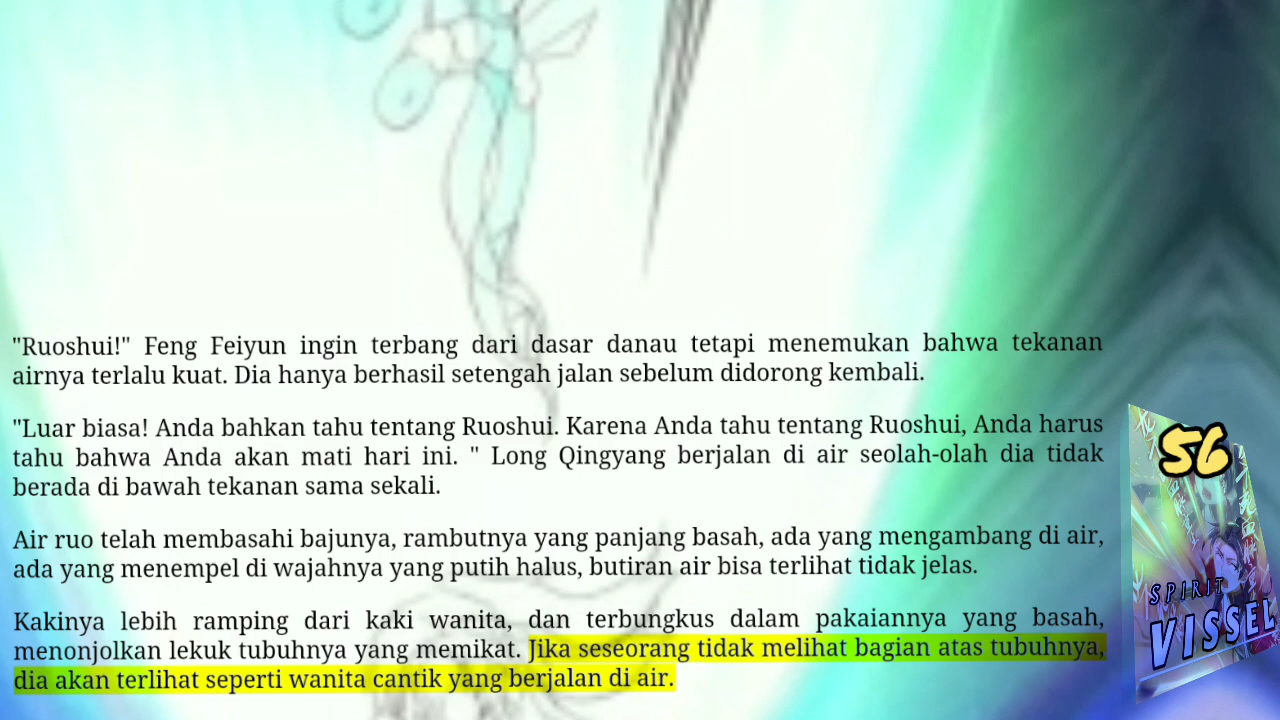 "Ruoshui!" Feng Feiyun ingin terbang dari dasar danau tetapi menemukan bahwa tekanan
airnya terlalu kuat. Dia hanya berhasil setengah jalan sebelum didorong kembali.
"Luar biasa! Anda bahkan tahu tentang Ruoshui. Karena Anda tahu tentang Ruoshui, Anda harus
tahu bahwa Anda akan mati hari ini. " Long Qingyang berjalan di air seolah-olah dia tidak
berada di bawah tekanan sama sekali.
Air ruo telah membasahi bajunya, rambutnya yang panjang basah, ada yang mengambang di air,
ada yang menempel di wajahnya yang putih halus, butiran air bisa terlihat tidak jelas.
Kakinya lebih ramping dari kaki wanita, dan terbungkus dalam pakaiannya yang basah,
menonjolkan lekuk tubuhnya yang memikat. Jika seseorang tidak melihat bagian atas tubuhnya,
dia akan terlihat seperti wanita cantik yang berjalan di air.
56
SPIRIT
VISSEL